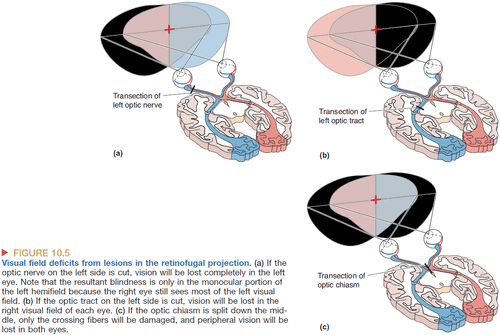 Transection of
left optic nerve
(a)
Transection of
left optic tract
(b)
Transection of
optic chiasm
(c)
▶ FIGURE 10.5
Visual field deficits from lesions in the retinofugal projection. (a) If the
optic nerve on the left side is cut, vision will be lost completely in the left
eye. Note that the resultant blindness is only in the monocular portion of
the left hemifield because the right eye still sees most of the left visual
field. (b) If the optic tract on the left side is cut, vision will be lost in the
right visual field of each eye. (c) If the optic chiasm is split down the mid-
dle, only the crossing fibers will be damaged, and peripheral vision will be
lost in both eyes.